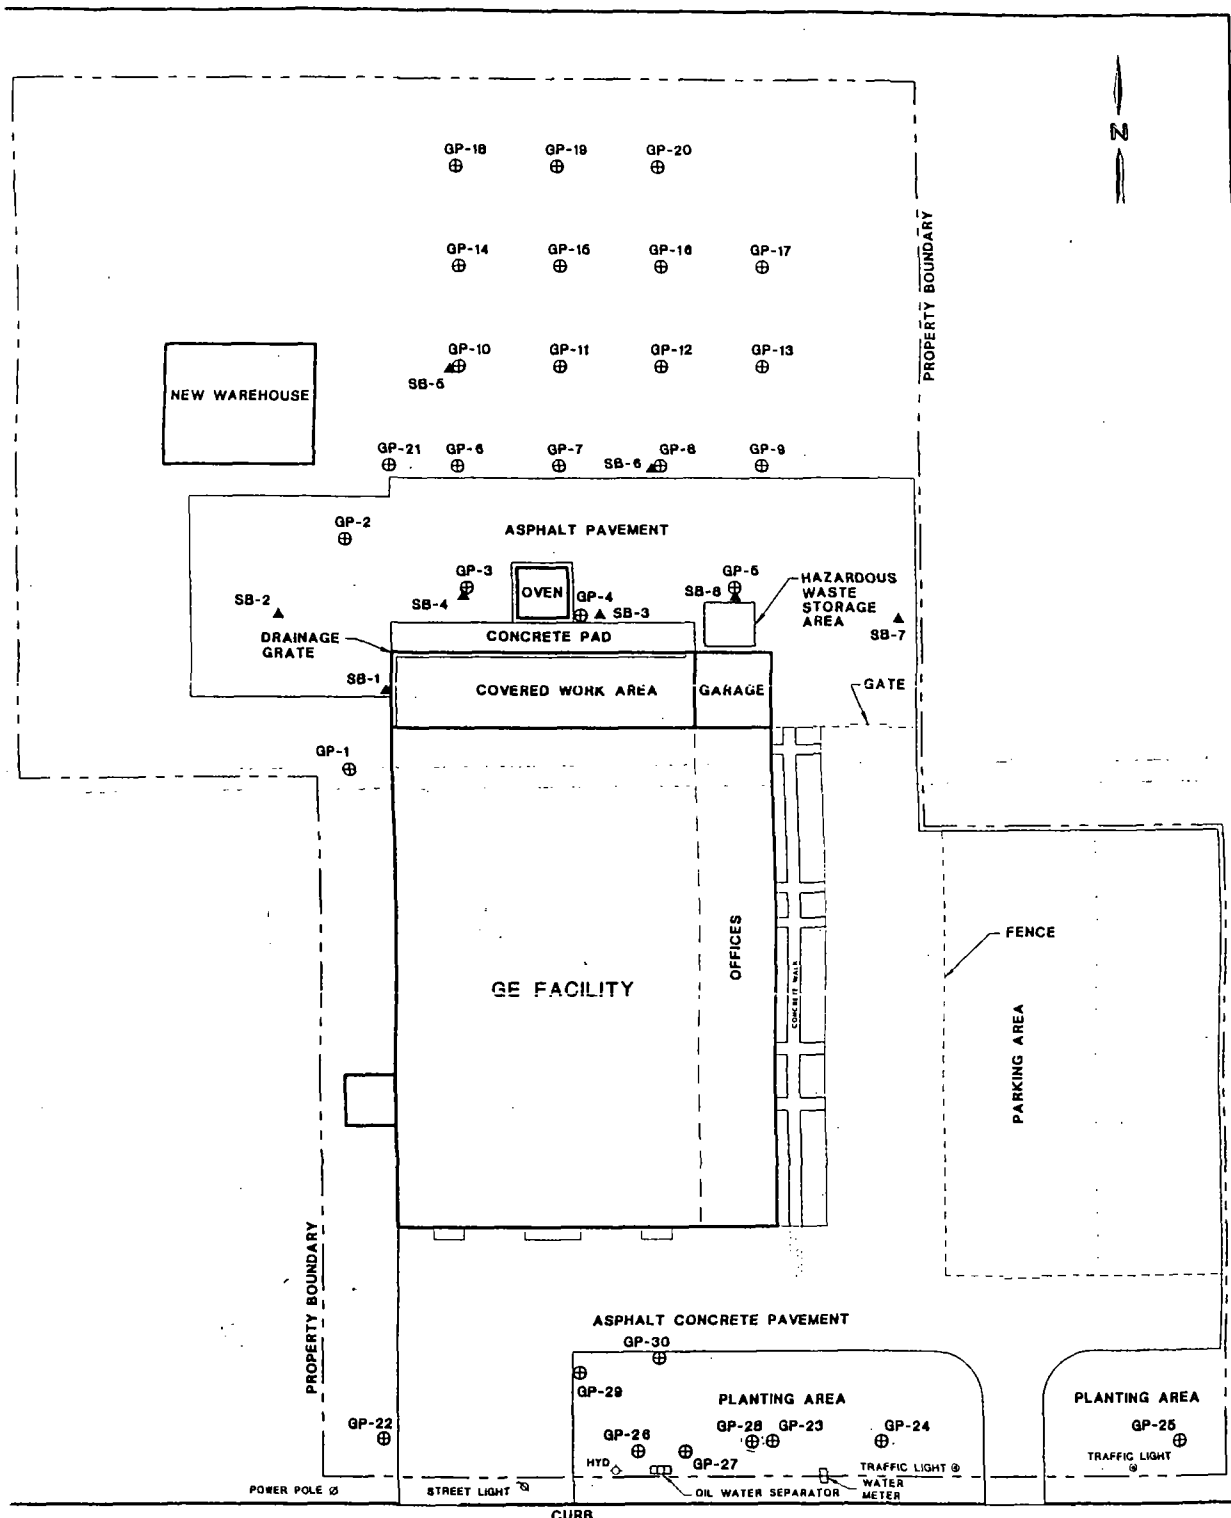 N
GP-18
GP-19
GP-20
GP-14
GP-15
GP-16
GP-17
PROPERTY BOUNDARY
GP-10
GP-11
GP-12
GP-13
SB-5
NEW WAREHOUSE
GP-21
GP-6
GP-7
SB-6
GP-8
GP-9
GP-2
ASPHALT PAVEMENT
GP-3
OVEN
GP-4
GP-5
SB-8
HAZARDOUS
WASTE
STORAGE
AREA
SB-2
SB-4
SB-3
SB-7
DRAINAGE
GRATE
CONCRETE PAD
SB-1
COVERED WORK AREA
GARAGE
GATE
GP-1
OFFICES
CONCRETE WALK
FENCE
GE FACILITY
PARKING AREA
PROPERTY BOUNDARY
ASPHALT CONCRETE PAVEMENT
GP-30
GP-29
PLANTING AREA
PLANTING AREA
GP-22
GP-26
GP-28
GP-23
GP-24
GP-25
GP-27
HYD
TRAFFIC LIGHT
TRAFFIC LIGHT
POWER POLE
STREET LIGHT
OIL WATER SEPARATOR
WATER
METER
CURB